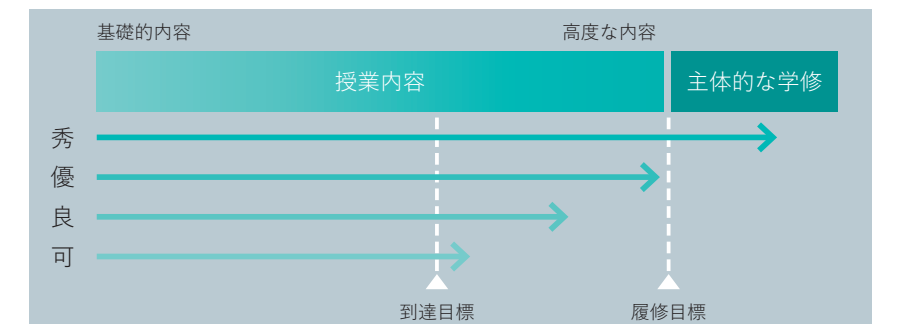 基礎的内容
高度な内容
授業内容
主体的な学修
秀
優
良
可
到達目標
履修目標